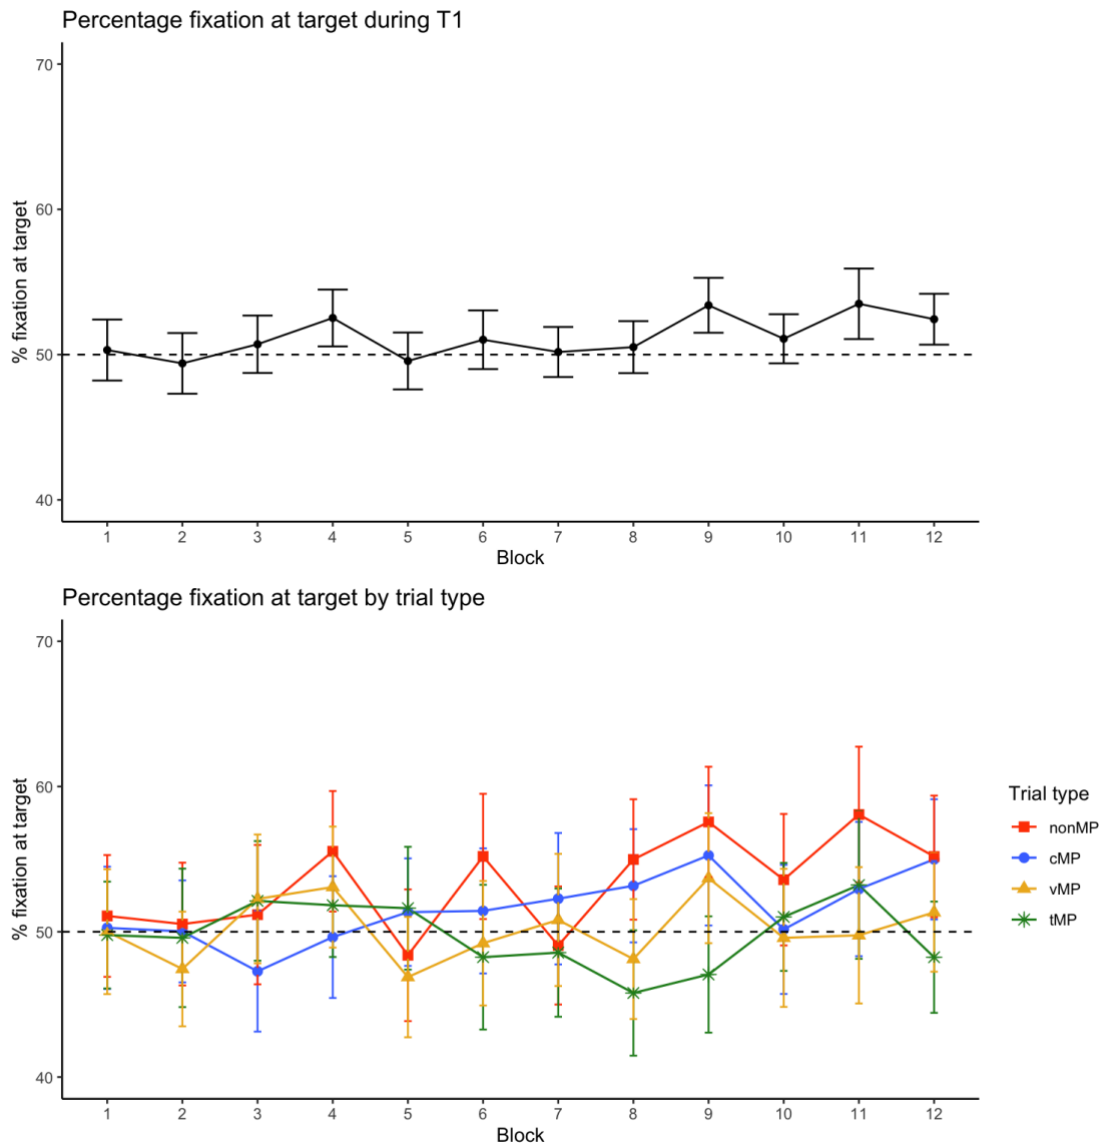 Percentage fixation at target during T1
% fixation at target
70
60
50
40
1 2 3 4 5 6 7 8 9 10 11 12
Block
Percentage fixation at target by trial type
% fixation at target
70
60
50
40
1 2 3 4 5 6 7 8 9 10 11 12
Block
Trial type
nonMP
cMP
vMP
tMP